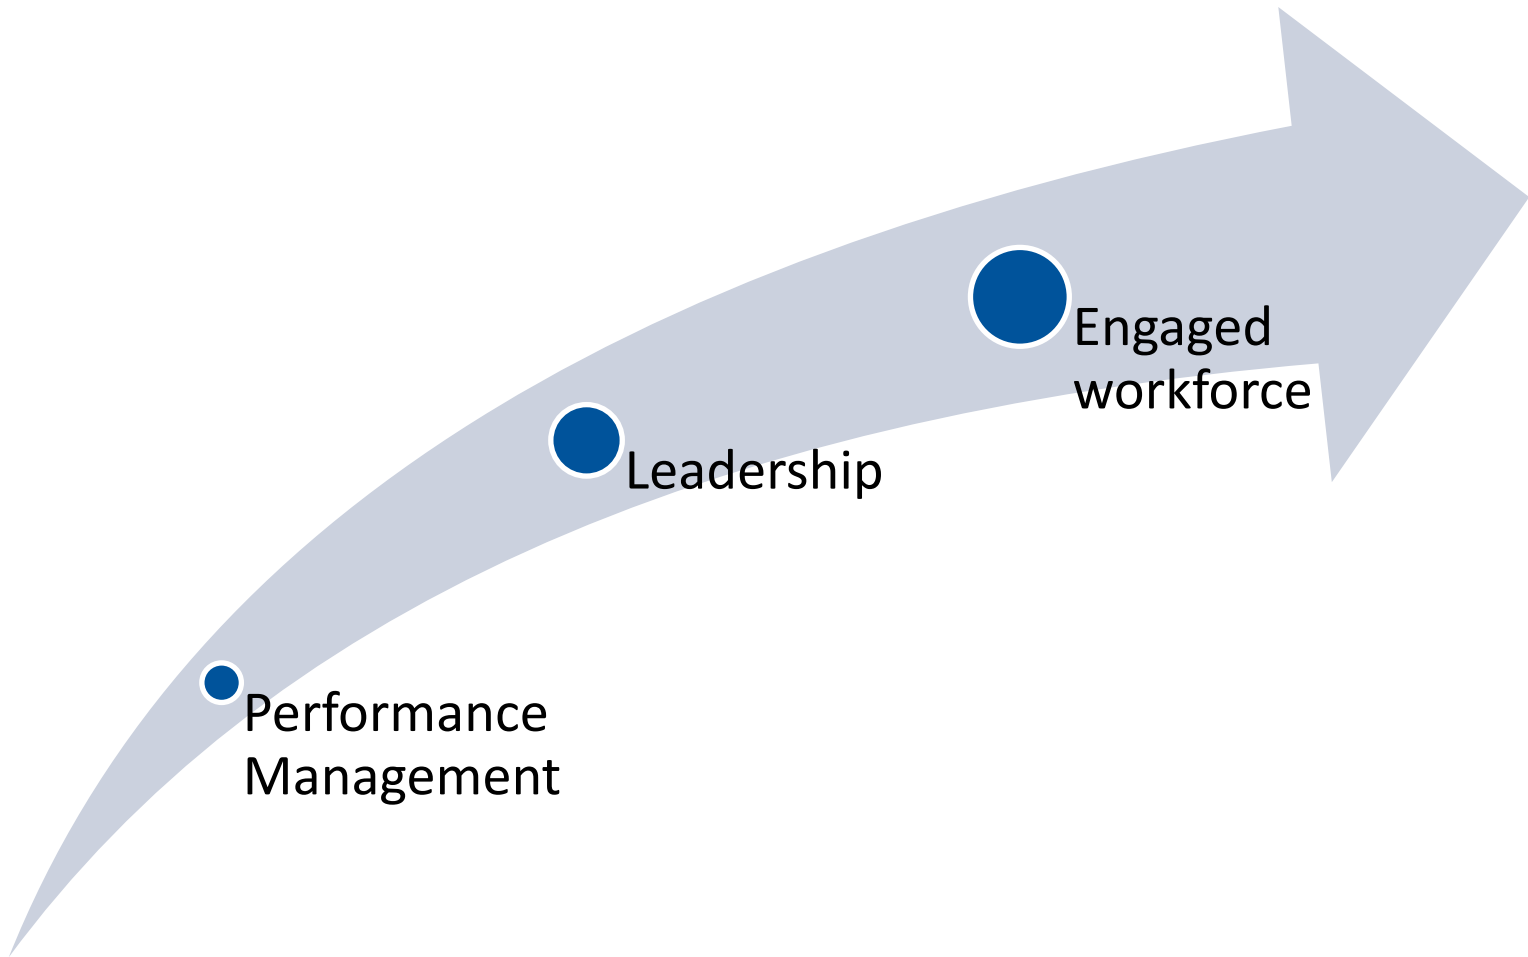 Engaged
workforce
Leadership
Performance
Management